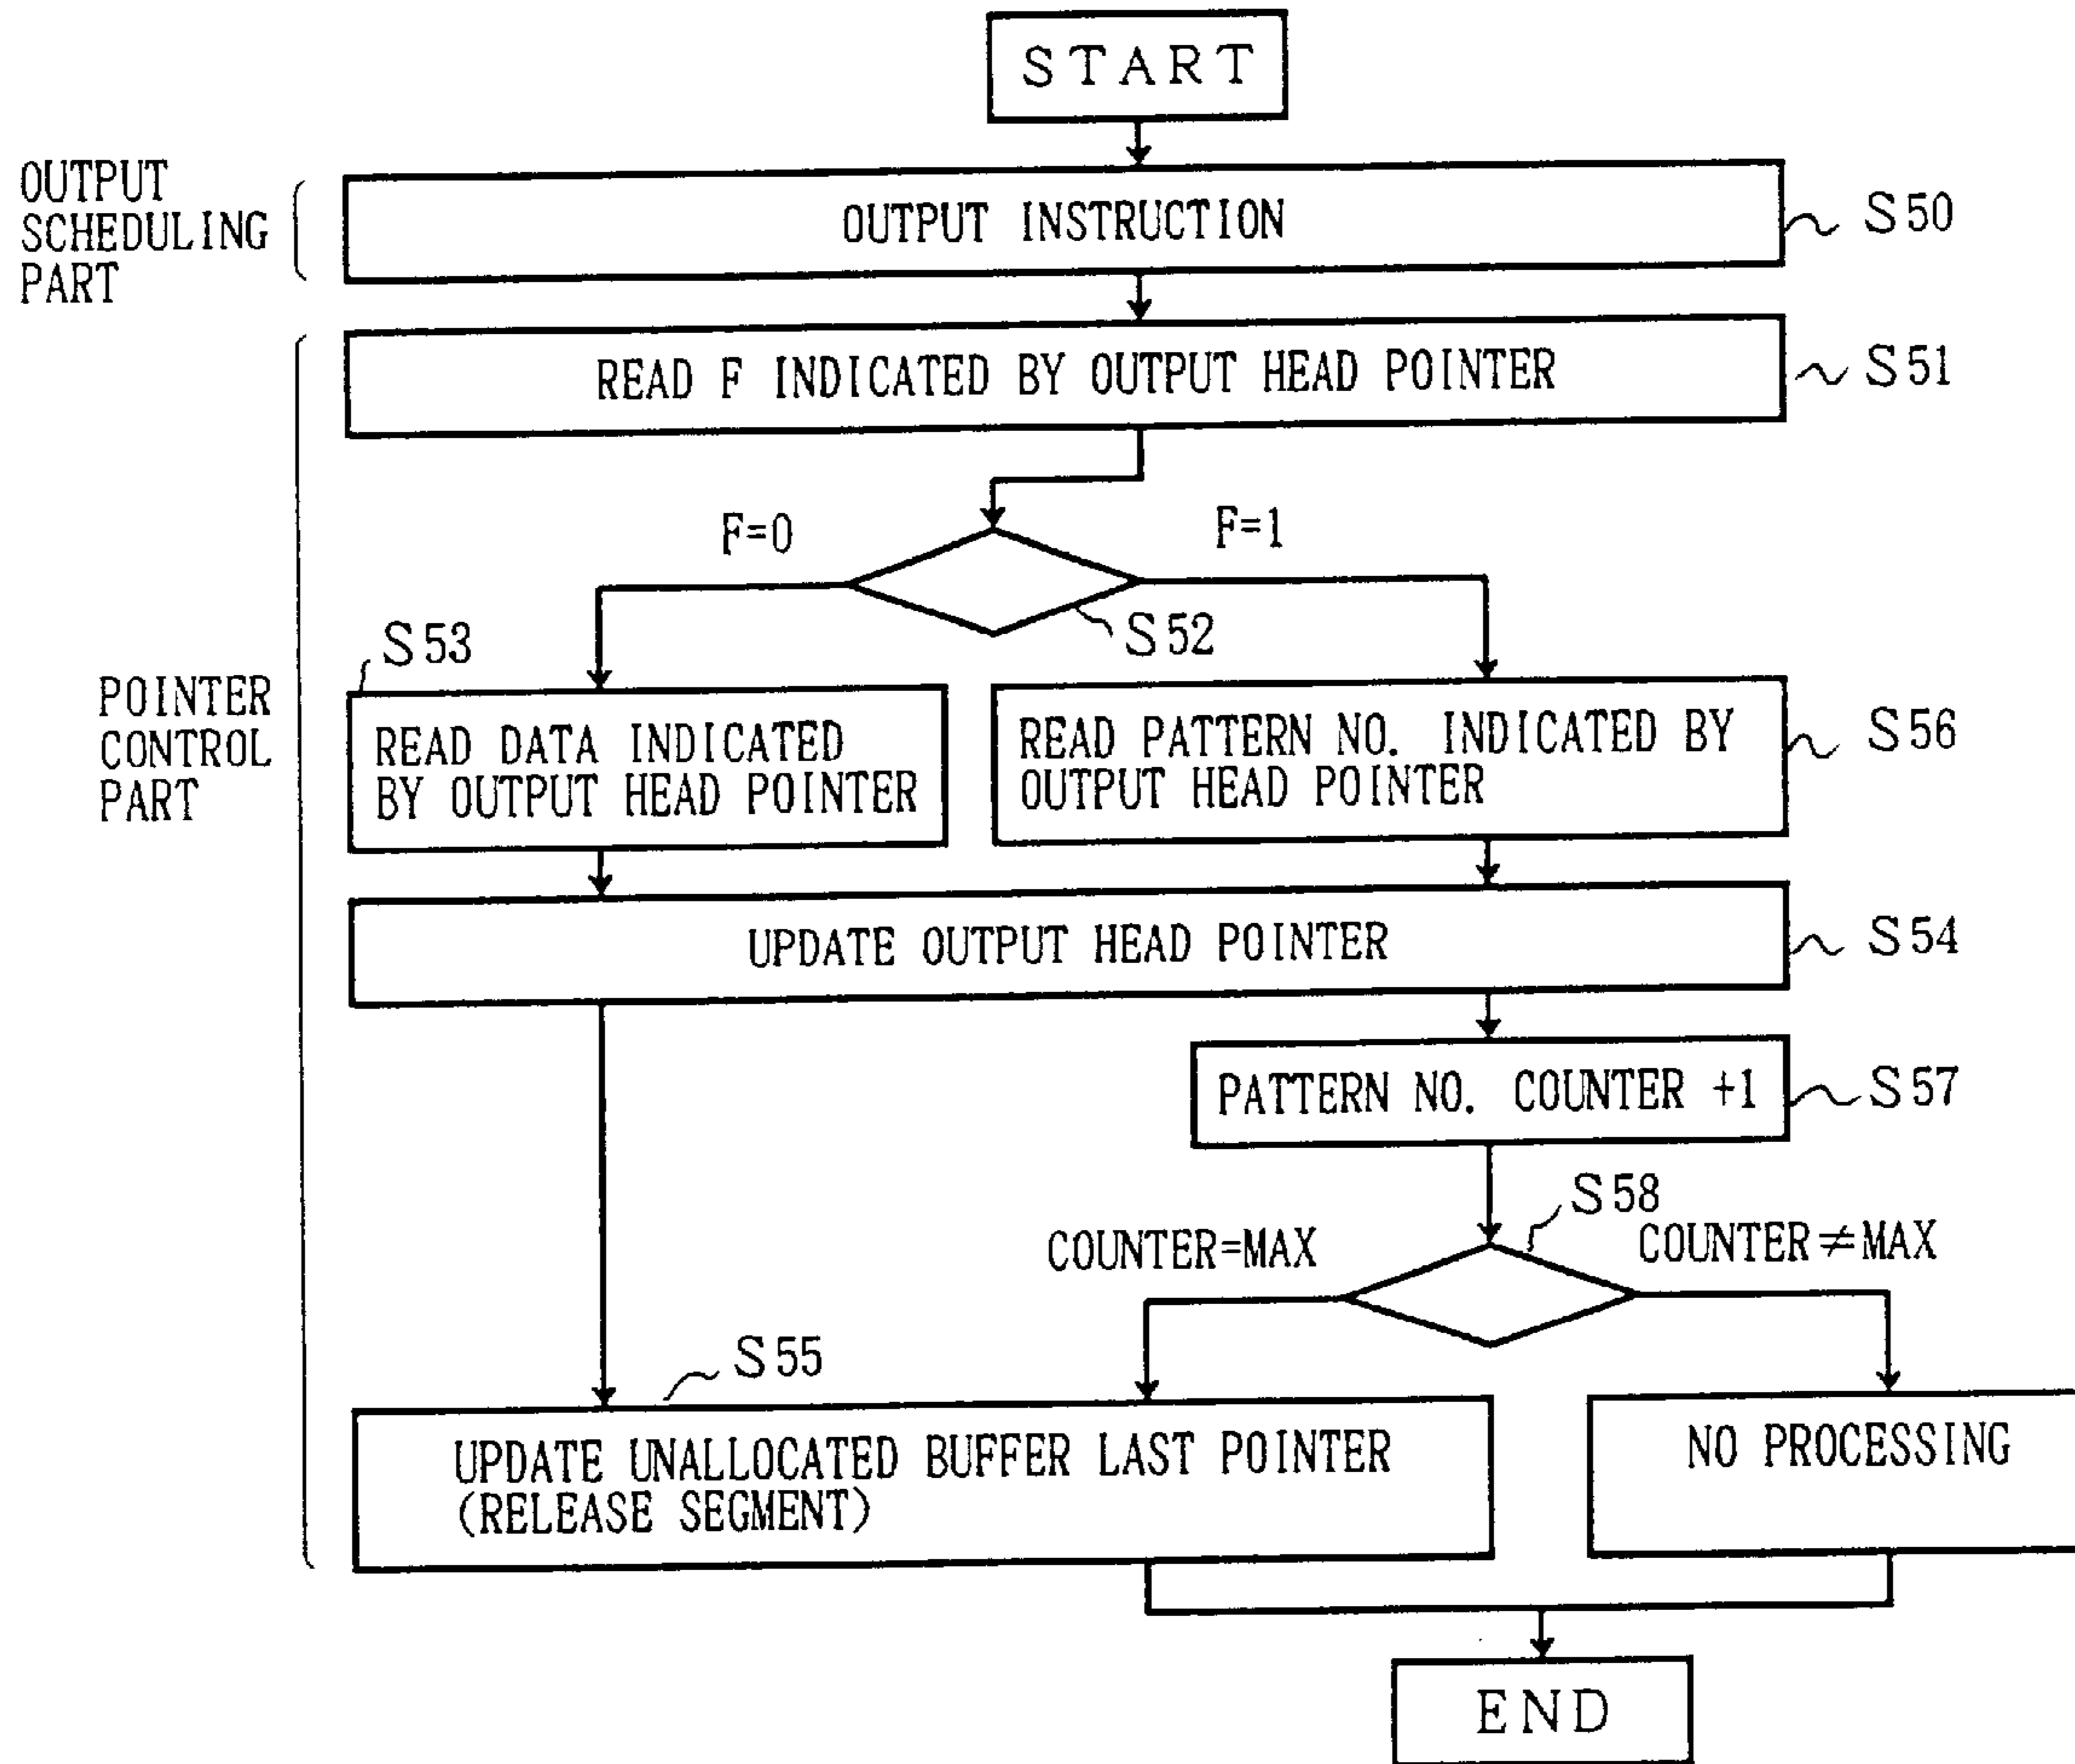 START
OUTPUT
SCHEDULING
PART
OUTPUT INSTRUCTION
S50
READ F INDICATED BY OUTPUT HEAD POINTER
S51
F=0
F=1
S52
S53
POINTER
CONTROL
PART
READ DATA INDICATED
BY OUTPUT HEAD POINTER
READ PATTERN NO. INDICATED BY
OUTPUT HEAD POINTER
S56
UPDATE OUTPUT HEAD POINTER
S54
PATTERN NO. COUNTER +1
S57
S58
COUNTER=MAX
COUNTER≠MAX
S55
UPDATE UNALLOCATED BUFFER LAST POINTER
(RELEASE SEGMENT)
NO PROCESSING
END